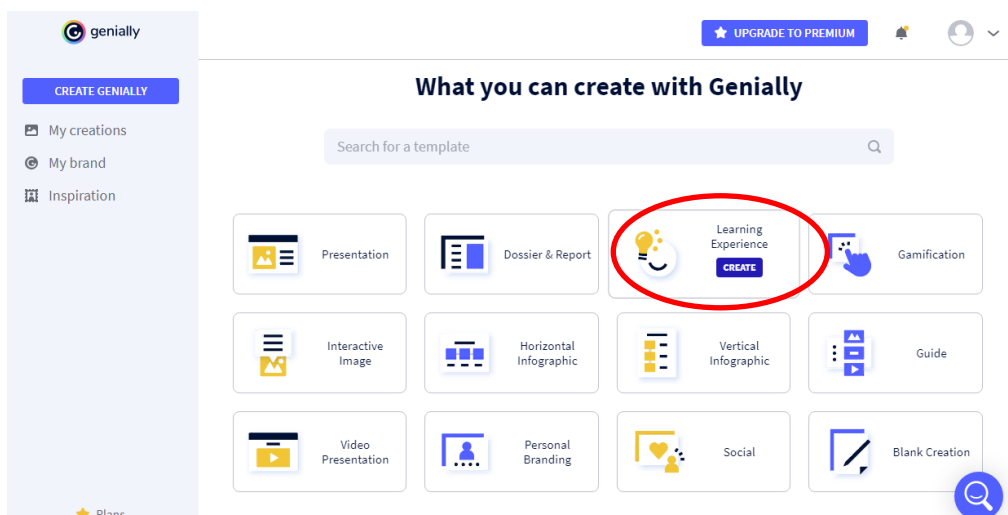 genially
UPGRADE TO PREMIUM
CREATE GENIALLY
My creations
My brand
Inspiration
What you can create with Genially
Search for a template
Presentation
Dossier & Report
Learning
Experience
CREATE
Gamification
Interactive
Image
Horizontal
Infographic
Vertical
Infographic
Guide
Video
Presentation
Personal
Branding
Social
Blank Creation
Plans